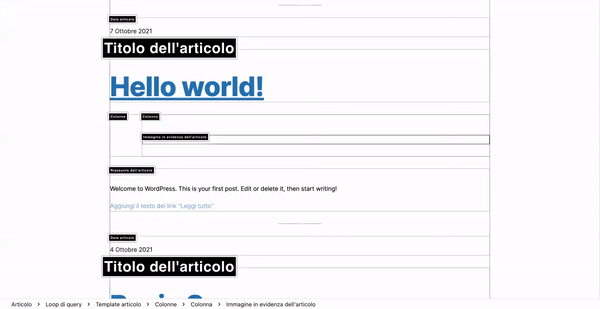 Data articolo
7 Ottobre 2021
Titolo dell'articolo
Hello world!
Colonna Colonna
Immagine in evidenza dell'articolo
Riassunto dell'articolo
Welcome to WordPress. This is your first post. Edit or delete it, then start writing!
Aggiungi il testo del link "Leggi tutto"
Data articolo
4 Ottobre 2021
Titolo dell'articolo
Articolo > Loop di query > Template articolo > Colonne > Colonna > Immagine in evidenza dell'articolo